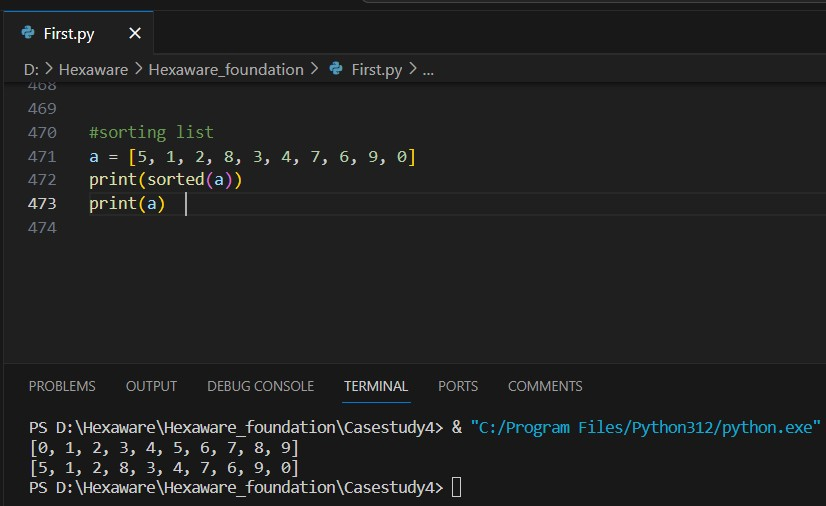 First.py
D: > Hexaware > Hexaware_foundation > First.py > ...
468
469
470 #sorting list
471 a = [5, 1, 2, 8, 3, 4, 7, 6, 9, 0]
472 print(sorted(a))
473 print(a)
474
PROBLEMS OUTPUT DEBUG CONSOLE TERMINAL PORTS COMMENTS
PS D:\Hexaware\Hexaware_foundation\Casestudy4> & "C:/Program Files/Python312/python.exe"
[0, 1, 2, 3, 4, 5, 6, 7, 8, 9]
[5, 1, 2, 8, 3, 4, 7, 6, 9, 0]
PS D:\Hexaware\Hexaware_foundation\Casestudy4>